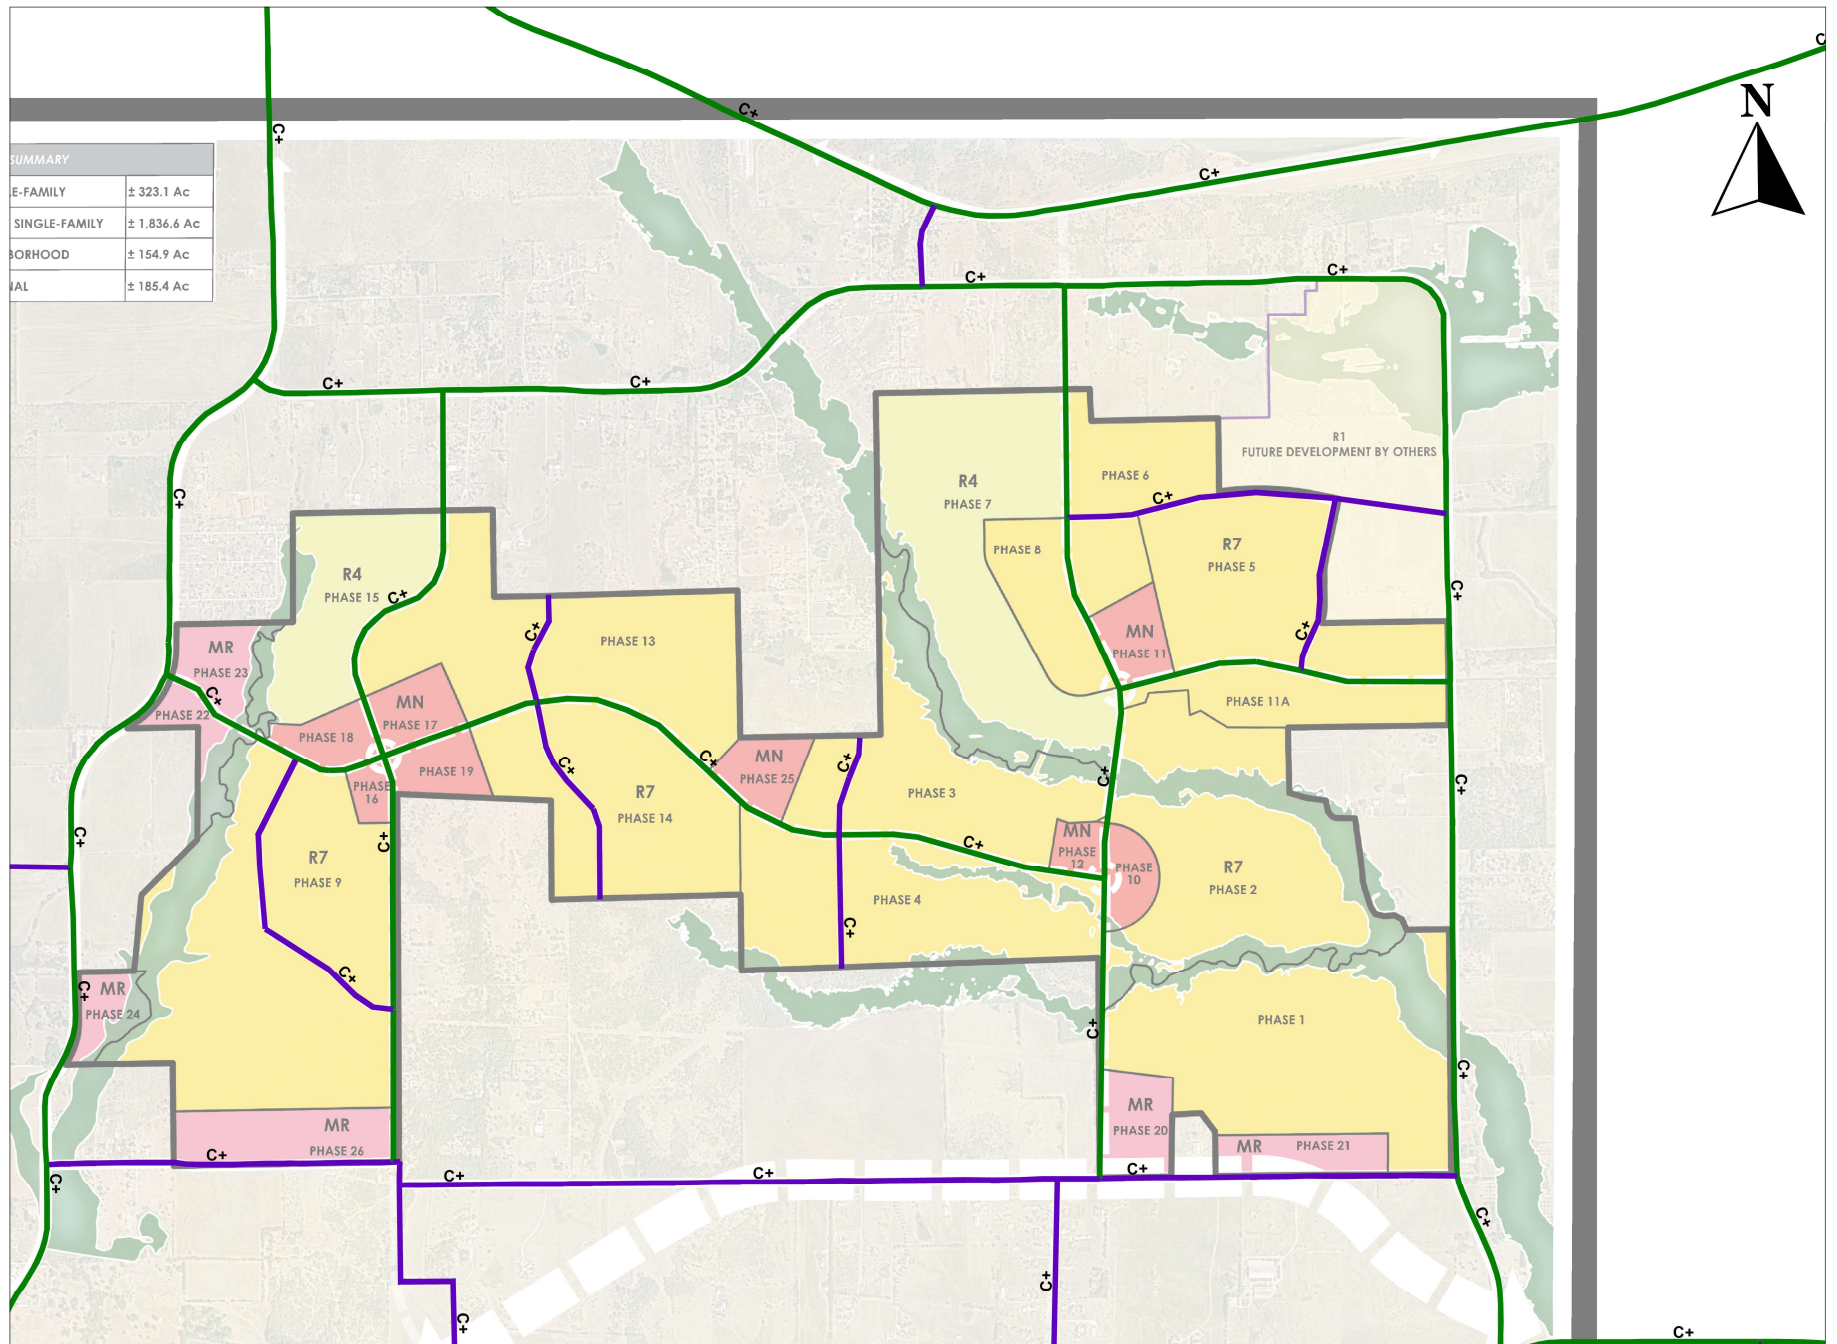 C
N
C+
C+
SUMMARY
E-FAMILY ± 323.1 Ac
SINGLE-FAMILY ± 1,836.6 Ac
BORHOOD ± 154.9 Ac
NAL ± 185.4 Ac
C+
C+
C+
C+
C+
R1
FUTURE DEVELOPMENT BY OTHERS
R4
PHASE 7
PHASE 6
C+
C+
PHASE 8
R7
PHASE 5
R4
PHASE 15
C+
C+
C+
C+
MN
PHASE 11
PHASE 13
MR
PHASE 23
C+
PHASE 22
MN
PHASE 17
PHASE 18
PHASE 11A
PHASE 19
PHASE
16
C+
C+
MN
PHASE 25
C+
C+
C+
PHASE 3
R7
PHASE 14
C+
C+
C+
MN
PHASE
12
PHASE
10
R7
PHASE 9
R7
PHASE 2
PHASE 4
C+
C+
C+
MR
PHASE 24
PHASE 1
C+
C+
MR
PHASE 20
MR
PHASE 26
MR PHASE 21
C+
C+
C+
C+
C+
C+
C+
C+
C+